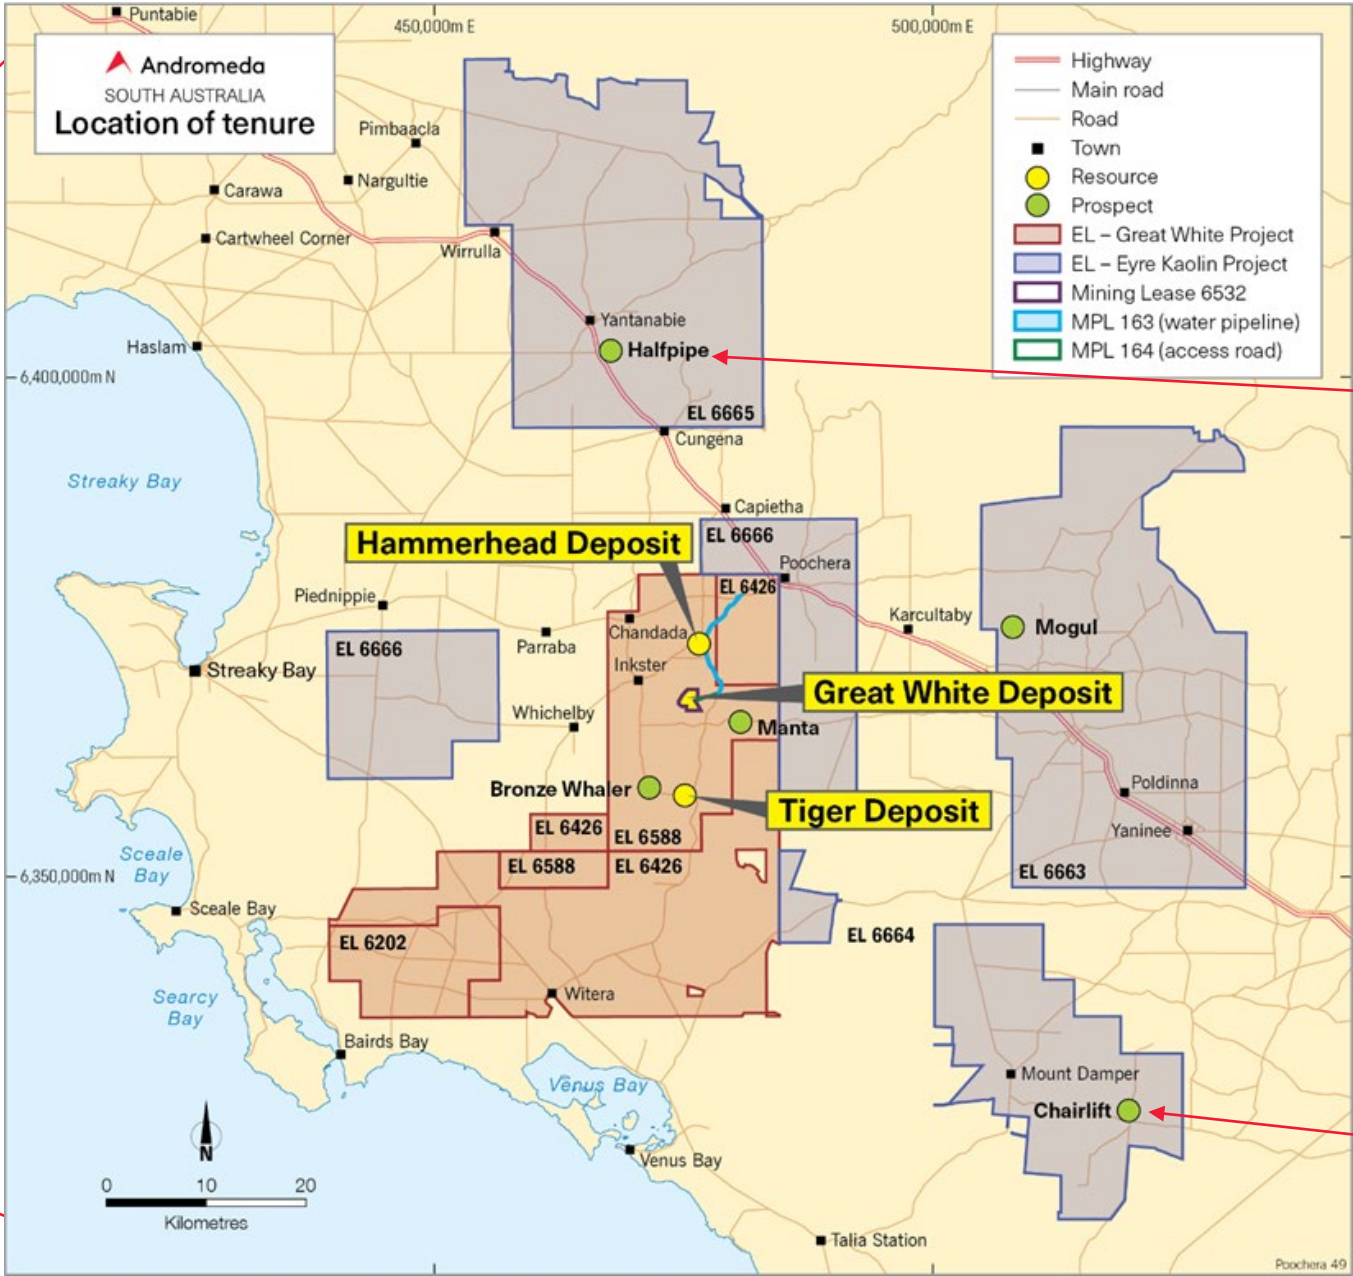 Puntabie
450,000m E
500,000m E
Andromeda
SOUTH AUSTRALIA
Location of tenure
Highway
Main road
Road
Town
Resource
Prospect
EL – Great White Project
EL – Eyre Kaolin Project
Mining Lease 6532
MPL 163 (water pipeline)
MPL 164 (access road)
Pimbaacla
Nargultie
Carawa
Cartwheel Corner
Wirrulla
Yantanabie
Haslam
Halfpipe
6,400,000m N
EL 6665
Cungena
Streaky Bay
Capietha
Hammerhead Deposit
EL 6666
Poochera
EL 6426
Piednippie
Karcultaby
Chandada
Mogul
Parraba
EL 6666
Inkster
Streaky Bay
Great White Deposit
Whichelby
Manta
Bronze Whaler
Poldinna
Tiger Deposit
EL 6426
EL 6588
Yaninee
Sceale
Bay
EL 6588
EL 6426
6,350,000m N
EL 6663
Sceale Bay
EL 6202
EL 6664
Searcy
Bay
Witera
Bairds Bay
Venus Bay
Mount Damper
Chairlift
N
Venus Bay
0 10 20
Kilometres
Talia Station
Poochera 49